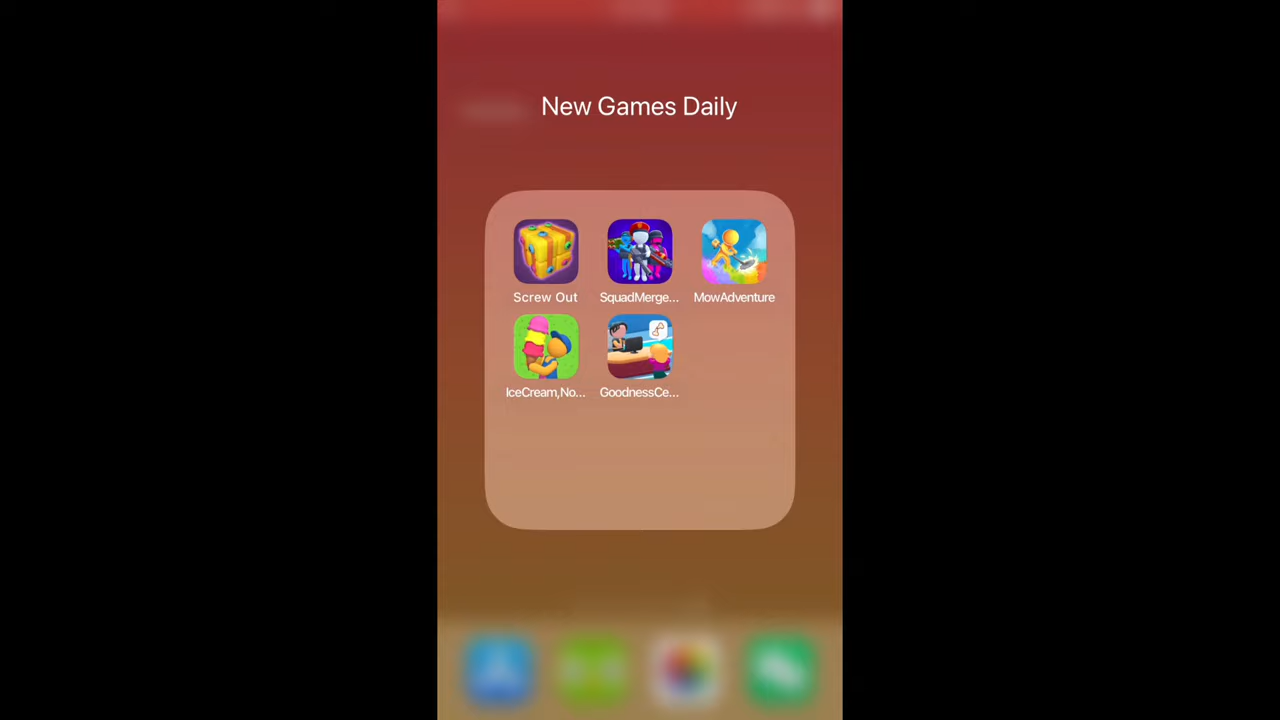 New Games Daily
Screw Out
SquadMerge...
MowAdventure
IceCream,No...
GoodnessCe...